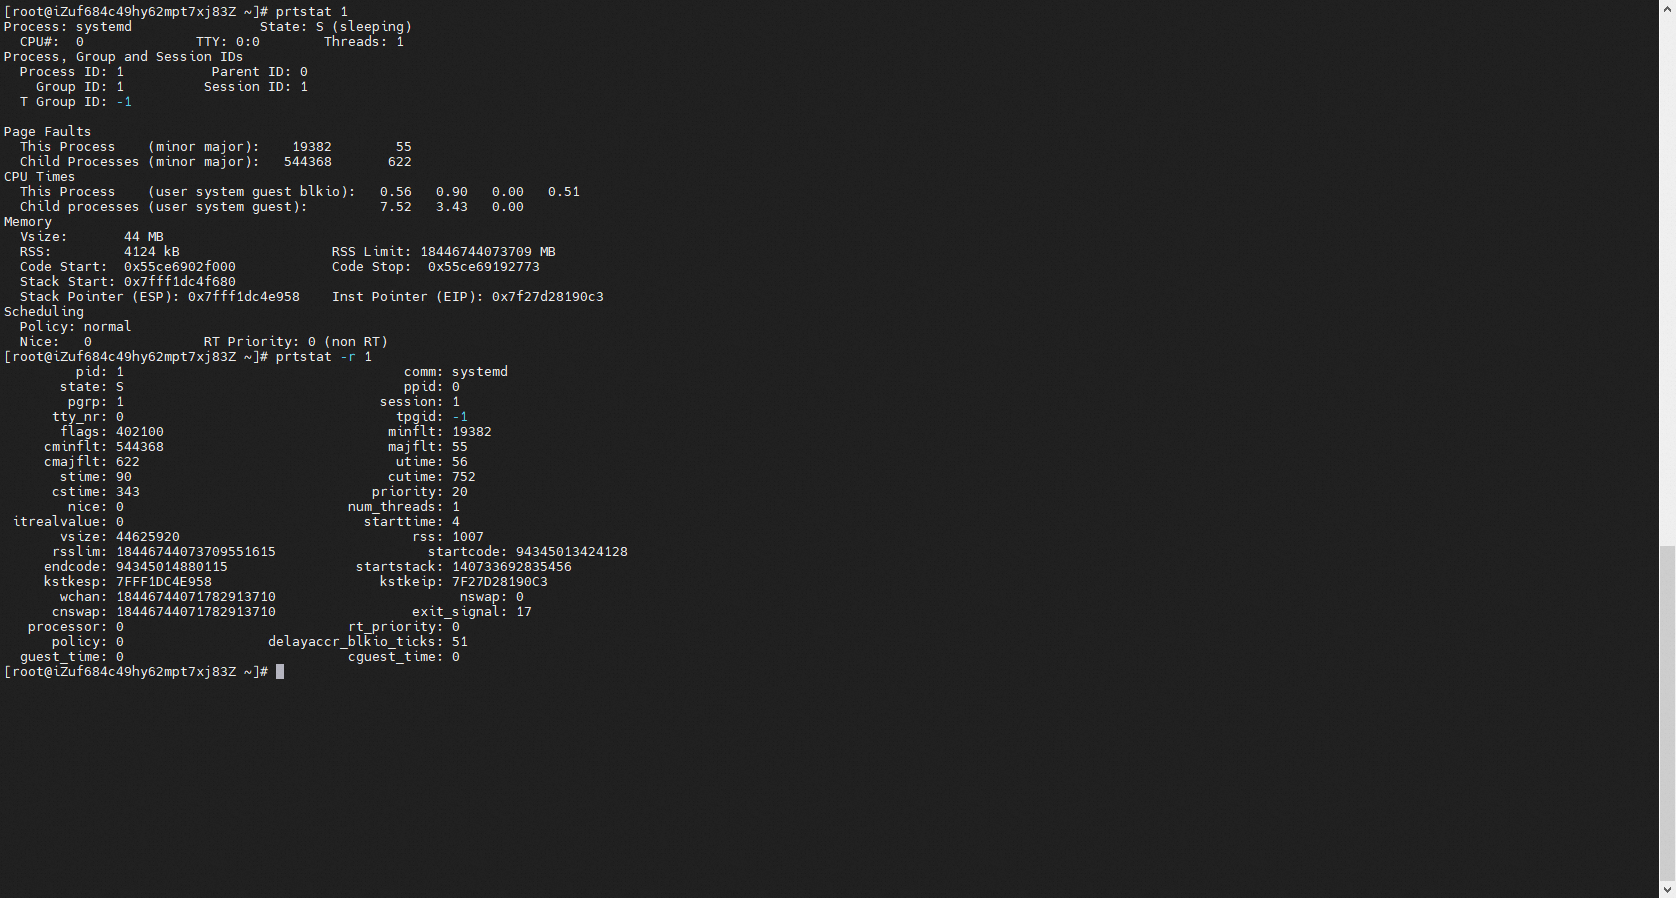 [root@iZuf684c49hy62mpt7xj83Z ~]# prtstat 1
Process: systemd                State: S (sleeping)
  CPU#:  0              TTY: 0:0        Threads: 1
Process, Group and Session IDs
  Process ID: 1           Parent ID: 0
    Group ID: 1          Session ID: 1
  T Group ID: -1

Page Faults
  This Process    (minor major):    19382        55
  Child Processes (minor major):   544368       622
CPU Times
  This Process    (user system guest blkio):   0.56   0.90   0.00   0.51
  Child processes (user system guest):         7.52   3.43   0.00
Memory
  Vsize:       44 MB
  RSS:         4124 kB                   RSS Limit: 18446744073709 MB
  Code Start:  0x55ce6902f000            Code Stop:  0x55ce69192773
  Stack Start: 0x7fff1dc4f680
  Stack Pointer (ESP): 0x7fff1dc4e958    Inst Pointer (EIP): 0x7f27d28190c3
Scheduling
  Policy: normal
  Nice:   0              RT Priority: 0 (non RT)
[root@iZuf684c49hy62mpt7xj83Z ~]# prtstat -r 1
         pid: 1                                   comm: systemd
       state: S                                   ppid: 0
        pgrp: 1                                session: 1
      tty_nr: 0                                  tpgid: -1
       flags: 402100                            minflt: 19382
     cminflt: 544368                            majflt: 55
     cmajflt: 622                                utime: 56
       stime: 90                                cutime: 752
      cstime: 343                             priority: 20
        nice: 0                            num_threads: 1
 itrealvalue: 0                              starttime: 4
       vsize: 44625920                             rss: 1007
      rsslim: 18446744073709551615                   startcode: 94345013424128
     endcode: 94345014880115                startstack: 140733692835456
     kstkesp: 7FFF1DC4E958                     kstkeip: 7F27D28190C3
       wchan: 18446744071782913710                       nswap: 0
      cnswap: 18446744071782913710                 exit_signal: 17
   processor: 0                            rt_priority: 0
      policy: 0                  delayaccr_blkio_ticks: 51
  guest_time: 0                            cguest_time: 0
[root@iZuf684c49hy62mpt7xj83Z ~]#